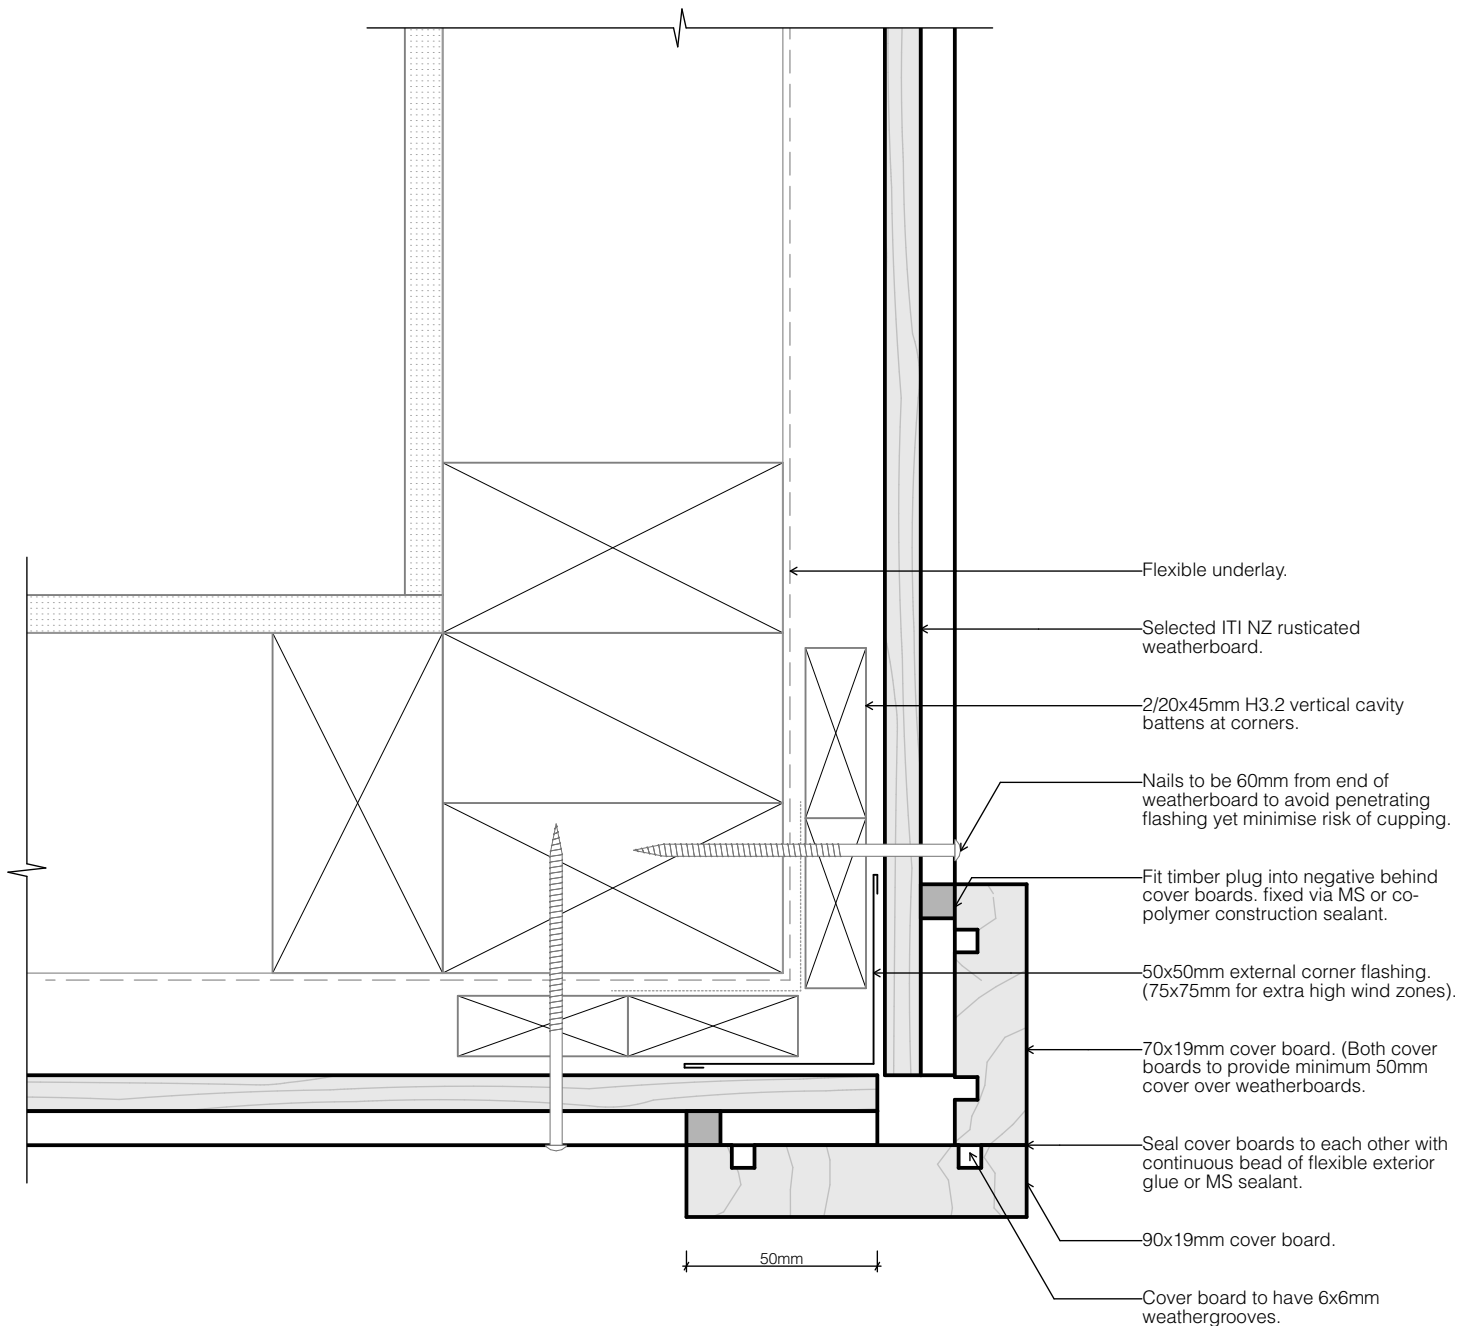 Flexible underlay.
Selected ITI NZ rusticated
weatherboard.
2/20x45mm H3.2 vertical cavity
battens at corners.
Nails to be 60mm from end of
weatherboard to avoid penetrating
flashing yet minimise risk of cupping.
Fit timber plug into negative behind
cover boards. fixed via MS or co-
polymer construction sealant.
50x50mm external corner flashing.
(75x75mm for extra high wind zones).
70x19mm cover board. (Both cover
boards to provide minimum 50mm
cover over weatherboards.
Seal cover boards to each other with
continuous bead of flexible exterior
glue or MS sealant.
90x19mm cover board.
50mm
Cover board to have 6x6mm
weathergrooves.